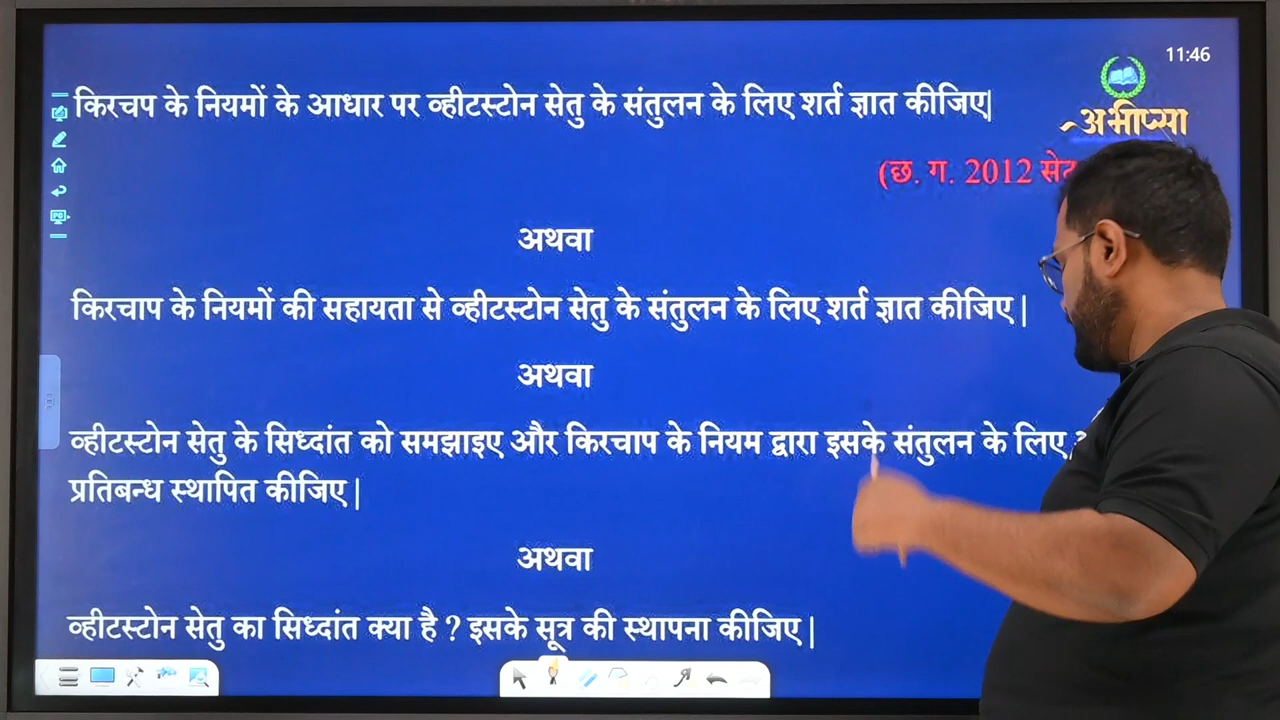 11:46
अभीप्सा
किरचप के नियमों के आधार पर व्हीटस्टोन सेतु के संतुलन के लिए शर्त ज्ञात कीजिए|
(छ. ग. 2012 सेट
अथवा
किरचाप के नियमों की सहायता से व्हीटस्टोन सेतु के संतुलन के लिए शर्त ज्ञात कीजिए |
अथवा
व्हीटस्टोन सेतु के सिध्दांत को समझाइए और किरचाप के नियम द्वारा इसके संतुलन के लिए
प्रतिबन्ध स्थापित कीजिए |
अथवा
व्हीटस्टोन सेतु का सिध्दांत क्या है ? इसके सूत्र की स्थापना कीजिए |